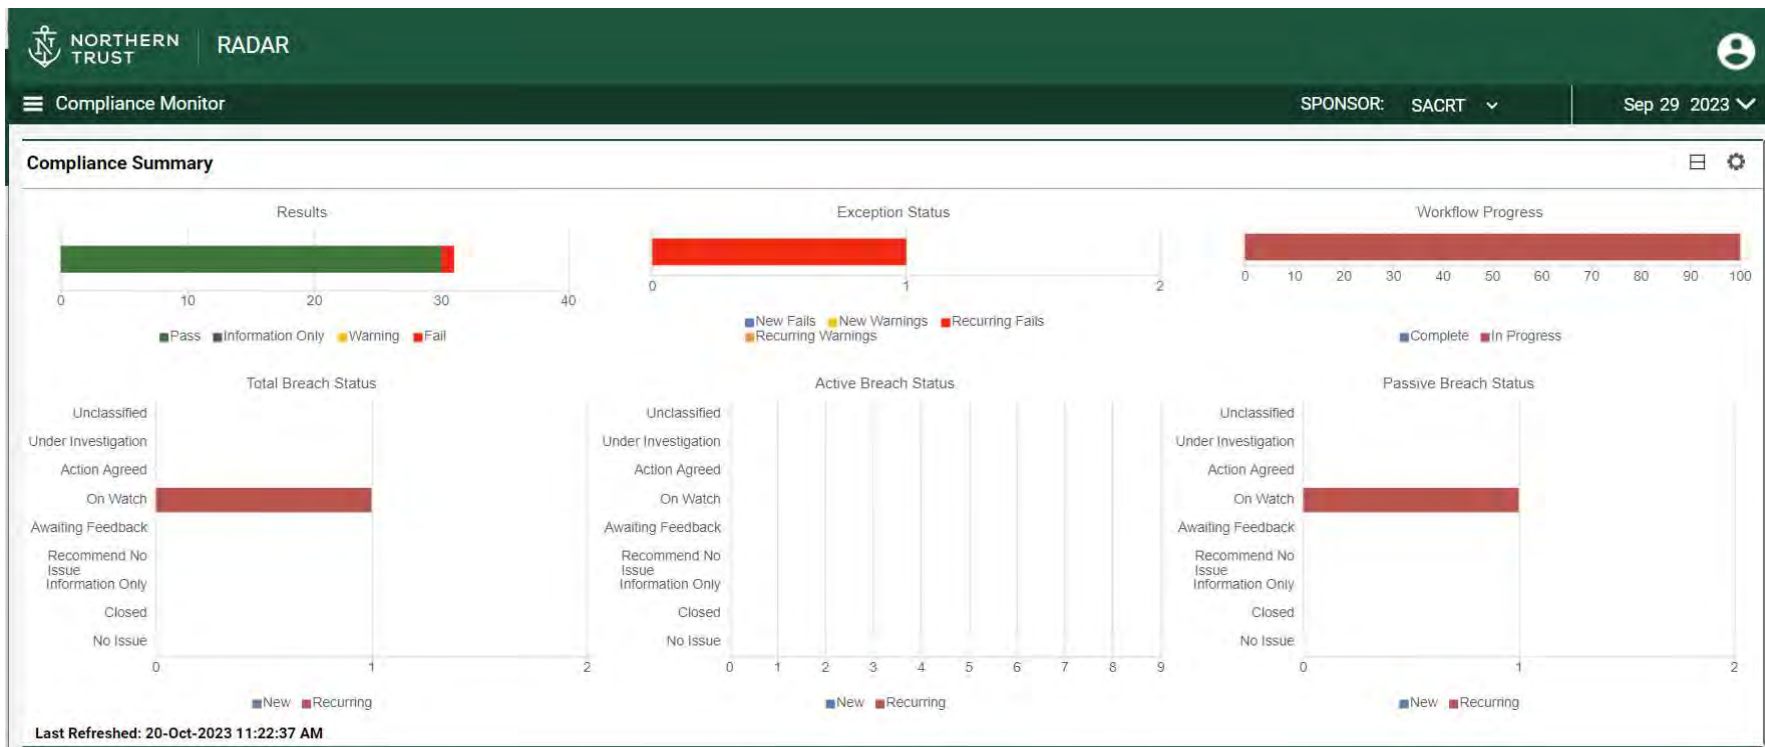 NORTHERN
TRUST
RADAR
Compliance Monitor
SPONSOR: SACRT
Sep 29 2023
Compliance Summary
Results
0 10 20 30 40
Pass Information Only Warning Fail
Exception Status
0 1 2
New Fails New Warnings Recurring Fails
Recurring Warnings
Workflow Progress
0 10 20 30 40 50 60 70 80 90 100
Complete In Progress
Total Breach Status
Unclassified
Under Investigation
Action Agreed
On Watch
Awaiting Feedback
Recommend No
Issue
Information Only
Closed
No Issue
0 1 2
New Recurring
Active Breach Status
Unclassified
Under Investigation
Action Agreed
On Watch
Awaiting Feedback
Recommend No
Issue
Information Only
Closed
No Issue
0 1 2 3 4 5 6 7 8 9
New Recurring
Passive Breach Status
Unclassified
Under Investigation
Action Agreed
On Watch
Awaiting Feedback
Recommend No
Issue
Information Only
Closed
No Issue
0 1 2
New Recurring
Last Refreshed: 20-Oct-2023 11:22:37 AM